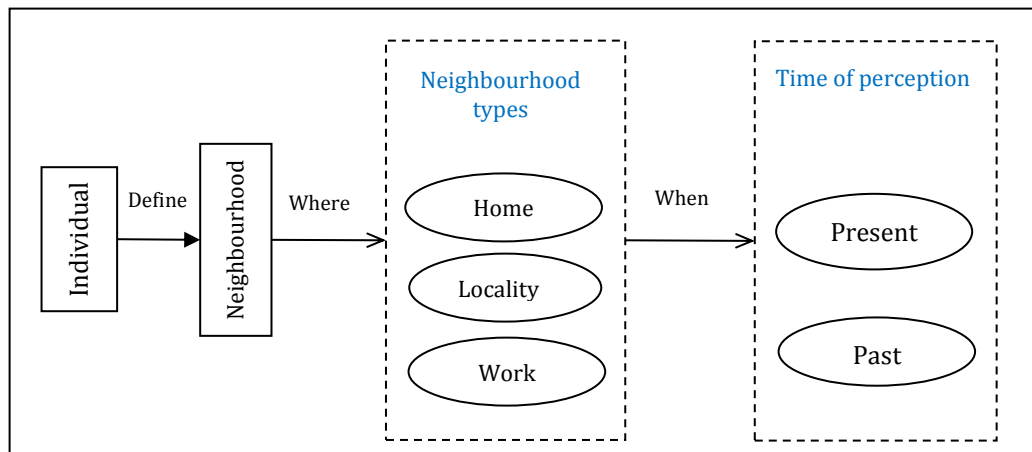 Individual
Define
Neighbourhood
Where
Neighbourhood
types
Home
Locality
Work
When
Time of perception
Present
Past